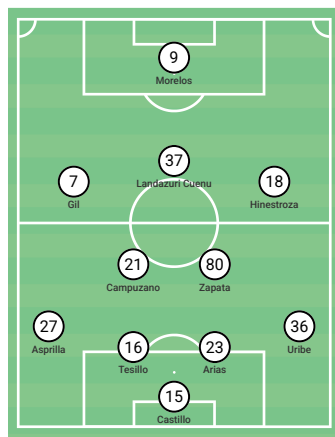 9
Morelos
37
Landazuri Cuenu
7
Gil
18
Hinestroza
21
Campuzano
80
Zapata
27
Asprilla
36
Uribe
16
Tesillo
23
Arias
15
Castillo